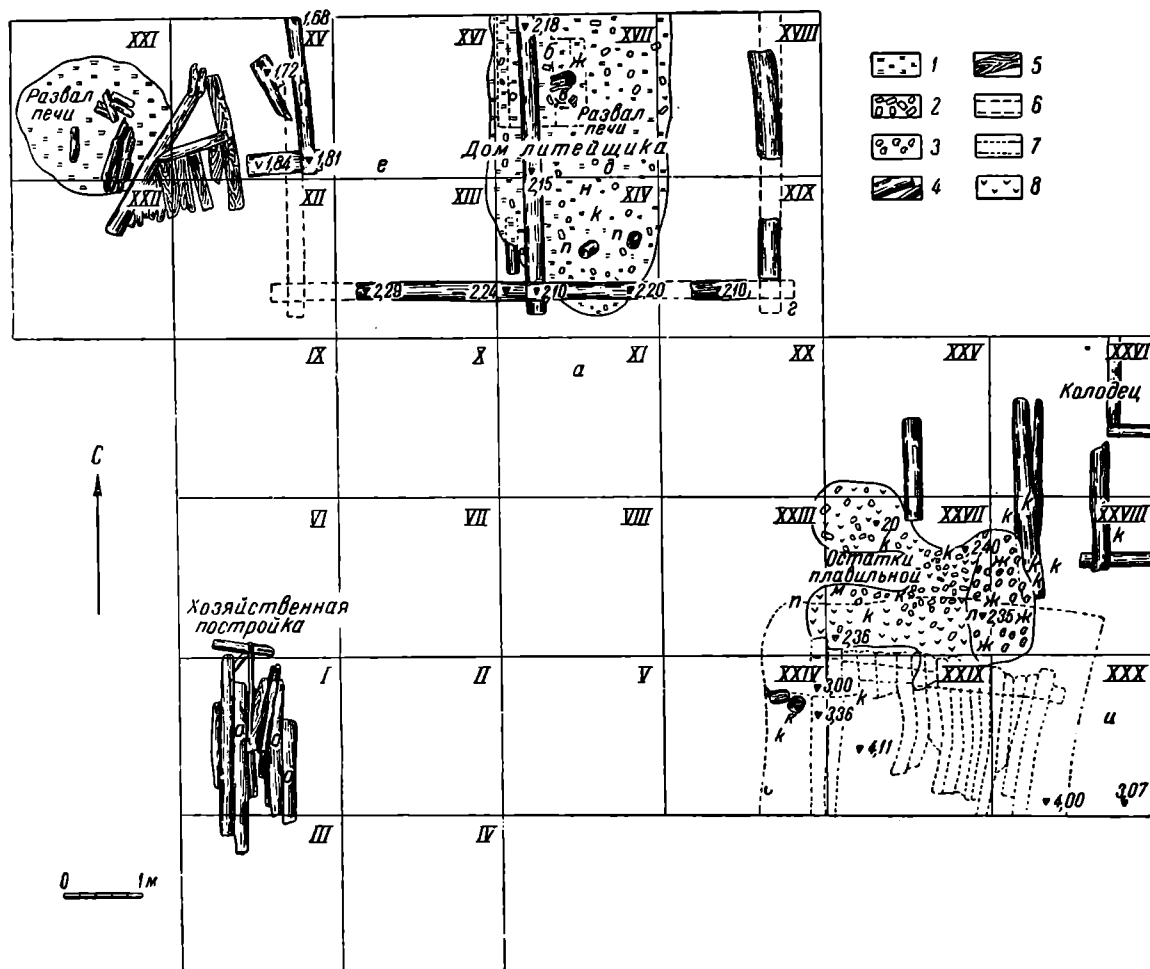 XXI
XV
XVI
XVII
XVIII
1,68
1,72
2,18
б
ж
1
2
3
4
5
6
7
8
Развал
печи
Развал
печи
Дом литейщика
1,84
1,81
е
д
XXII
XII
XIII
2,15
н
к
XIV
XIX
п
п
2,29
2,24
2,10
2,20
2,10
г
IX
X
а
XI
XX
XXV
XXVI
Колодец
С
VI
VII
VIII
XXIII
XXVII
XXVIII
20
к
к
к
к
Остатки
плавильной
к
2,40
ж
к
к
м
к
е
ж
п
к
п
2,35
ж
2,36
ж
Хозяйственная
постройка
I
II
V
XXIV
XXIX
XXX
3,00
к
3,36
к
к
и
4,11
4,00
3,07
III
IV
0 1 м